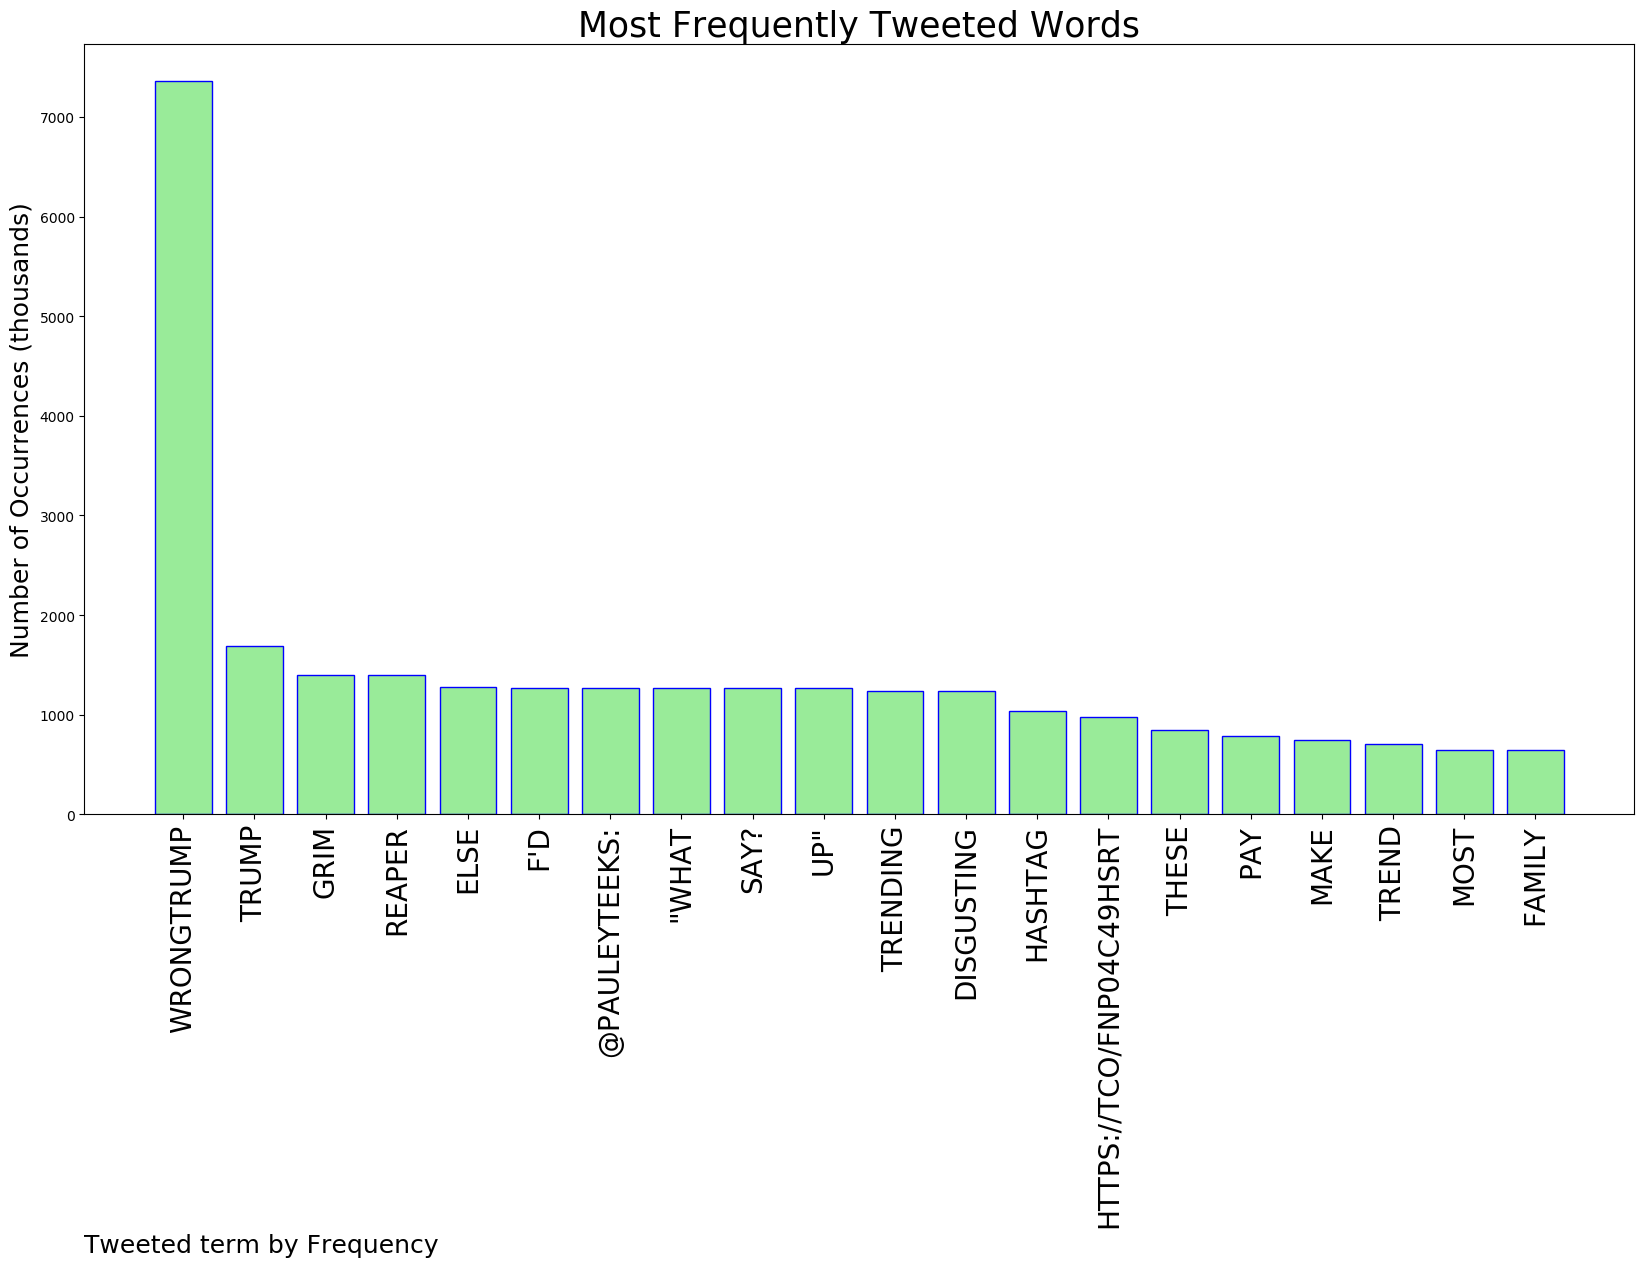 Most Frequently Tweeted Words
Number of Occurrences (thousands)
7000
6000
5000
4000
3000
2000
1000
0
WRONGTRUMP
TRUMP
GRIM
REAPER
ELSE
F'D
@PAULEYTEEKS:
"WHAT
SAY?
UP"
TRENDING
DISGUSTING
HASHTAG
HTTPS://TCO/FNP04C49HSRT
THESE
PAY
MAKE
TREND
MOST
FAMILY
Tweeted term by Frequency